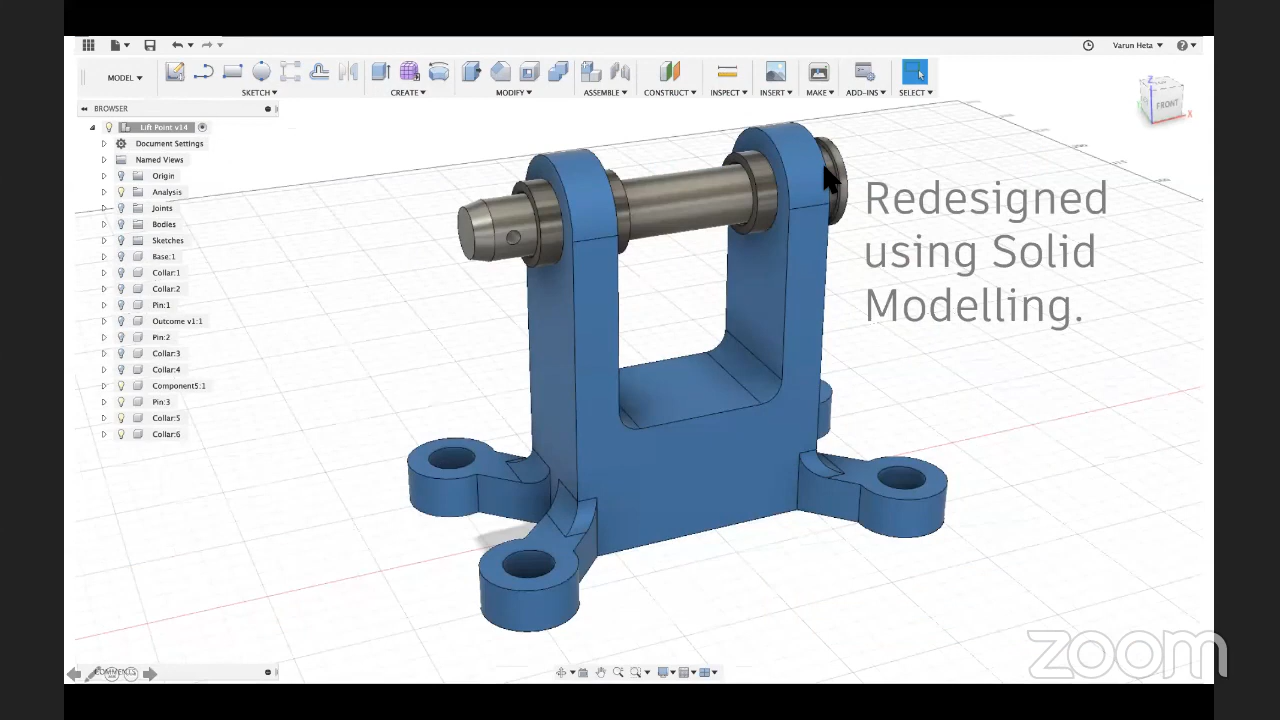 Varun Heta
MODEL
SKETCH
CREATE
MODIFY
ASSEMBLE
CONSTRUCT
INSPECT
INSERT
MAKE
ADD-INS
SELECT
BROWSER
Z
FRONT
X
Lift Point v14
Document Settings
Named Views
Origin
Analysis
Joints
Bodies
Sketches
Base:1
Collar:1
Collar:2
Pin:1
Outcome v1:1
Pin:2
Collar:3
Collar:4
Component5:1
Pin:3
Collar:5
Collar:6
Redesigned
using Solid
Modelling.
COMMENTS
zoom